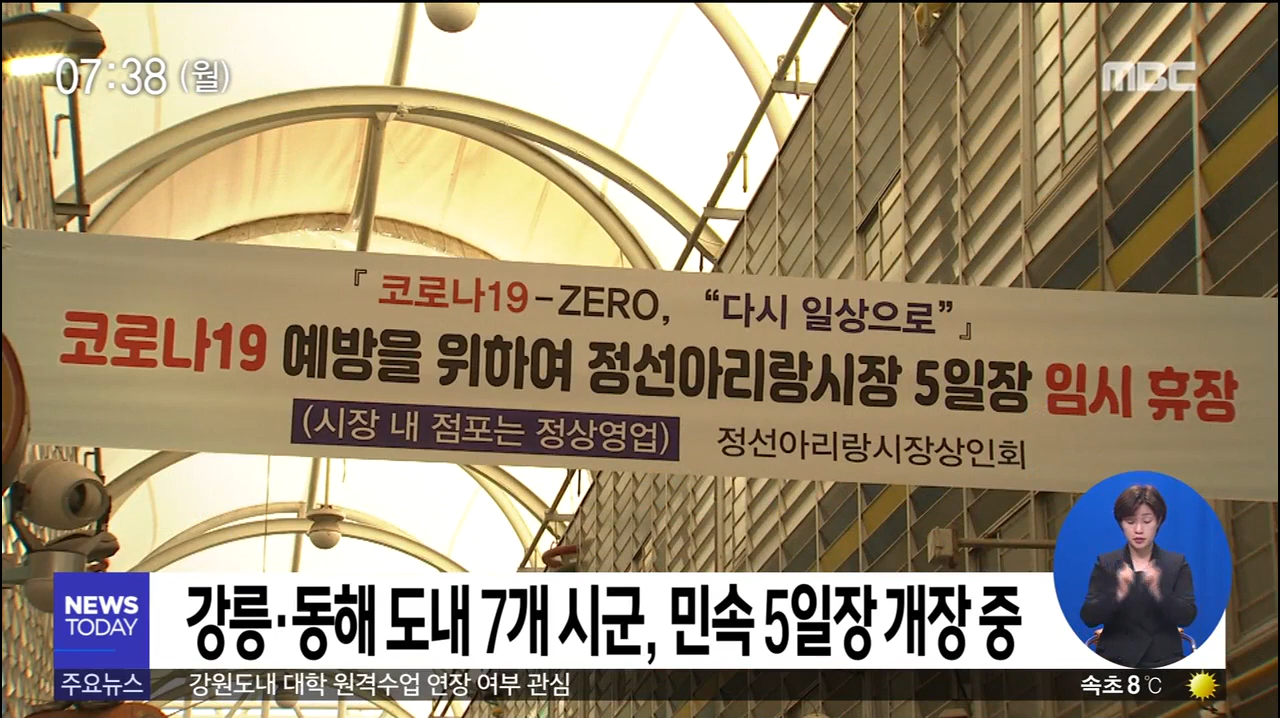 07:38 (월)
MBC
『 코로나19-ZERO, “다시 일상으로”』
코로나19 예방을 위하여 정선아리랑시장 5일장 임시 휴장
(시장 내 점포는 정상영업) 정선아리랑시장상인회
NEWS
TODAY
강릉·동해 도내 7개 시군, 민속 5일장 개장 중
주요뉴스
강원도내 대학 원격수업 연장 여부 관심
속초 8℃